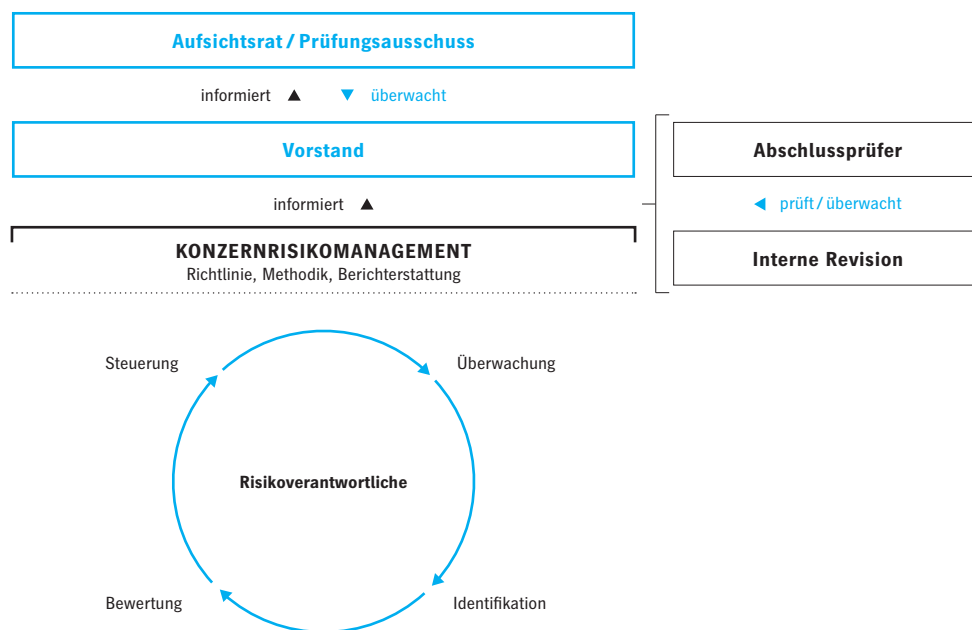 Aufsichtsrat / Prüfungsausschuss
informiert ▲ ▼ überwacht
Vorstand
Abschlussprüfer
informiert ▲
◀ prüft / überwacht
KONZERNRISIKOMANAGEMENT
Richtlinie, Methodik, Berichterstattung
Interne Revision
Steuerung
Überwachung
Risikoverantwortliche
Bewertung
Identifikation